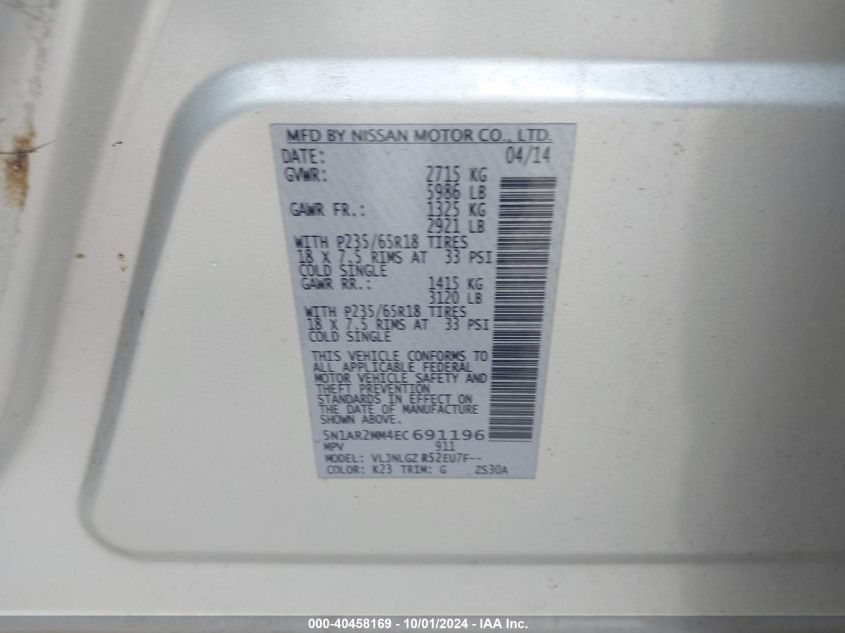 MFD BY NISSAN MOTOR CO., LTD.
DATE: 04/14
GVWR: 2715 KG
5986 LB
GAWR FR.: 1325 KG
2921 LB
WITH P235/65R18 TIRES
18 X 7.5 RIMS AT 33 PSI
COLD SINGLE
GAWR RR.: 1415 KG
3120 LB
WITH P235/65R18 TIRES
18 X 7.5 RIMS AT 33 PSI
COLD SINGLE
THIS VEHICLE CONFORMS TO
ALL APPLICABLE FEDERAL
MOTOR VEHICLE SAFETY AND
THEFT PREVENTION
STANDARDS IN EFFECT ON
THE DATE OF MANUFACTURE
SHOWN ABOVE.
5N1AR2MM4EC691196
MPV 911
MODEL: VLJNLGZ R52EU7F--
COLOR: K23 TRIM: G ZS30A
000-40458169 - 10/01/2024 - IAA Inc.